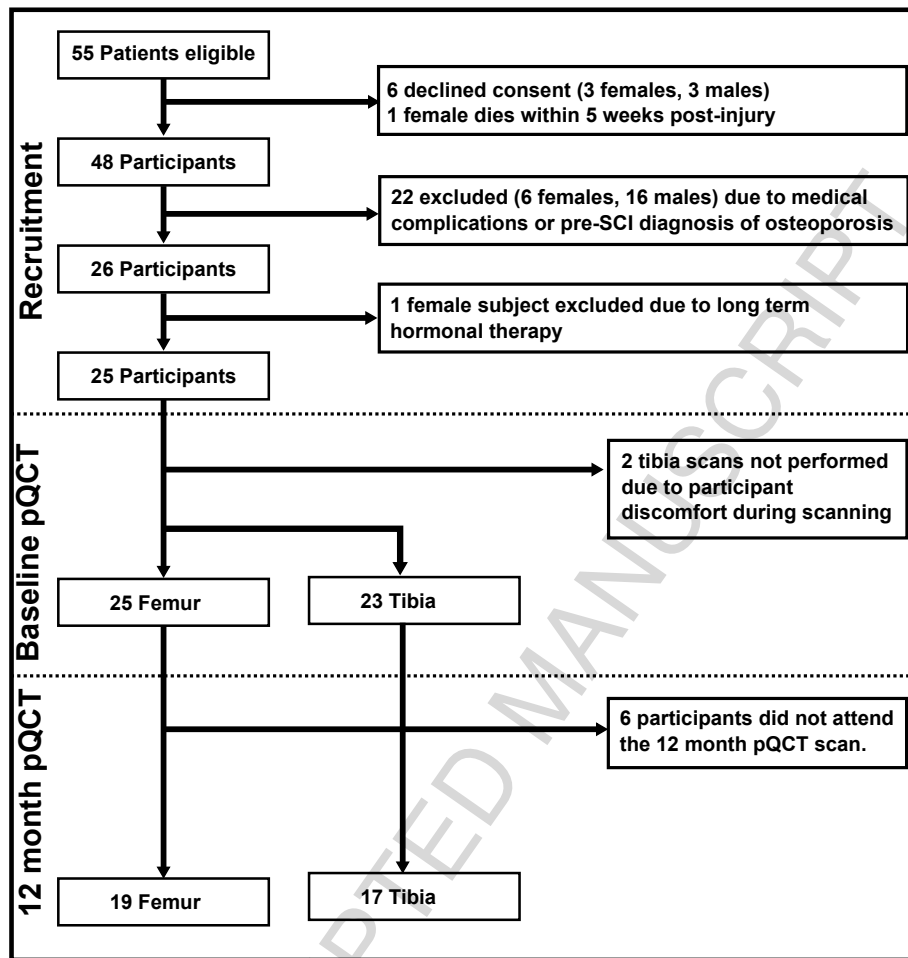 55 Patients eligible
6 declined consent (3 females, 3 males)
1 female dies within 5 weeks post-injury
48 Participants
22 excluded (6 females, 16 males) due to medical
complications or pre-SCI diagnosis of osteoporosis
26 Participants
1 female subject excluded due to long term
hormonal therapy
25 Participants
Recruitment
2 tibia scans not performed
due to participant
discomfort during scanning
25 Femur
23 Tibia
Baseline pQCT
6 participants did not attend
the 12 month pQCT scan.
19 Femur
17 Tibia
12 month pQCT
PTED MANUSCRIPT